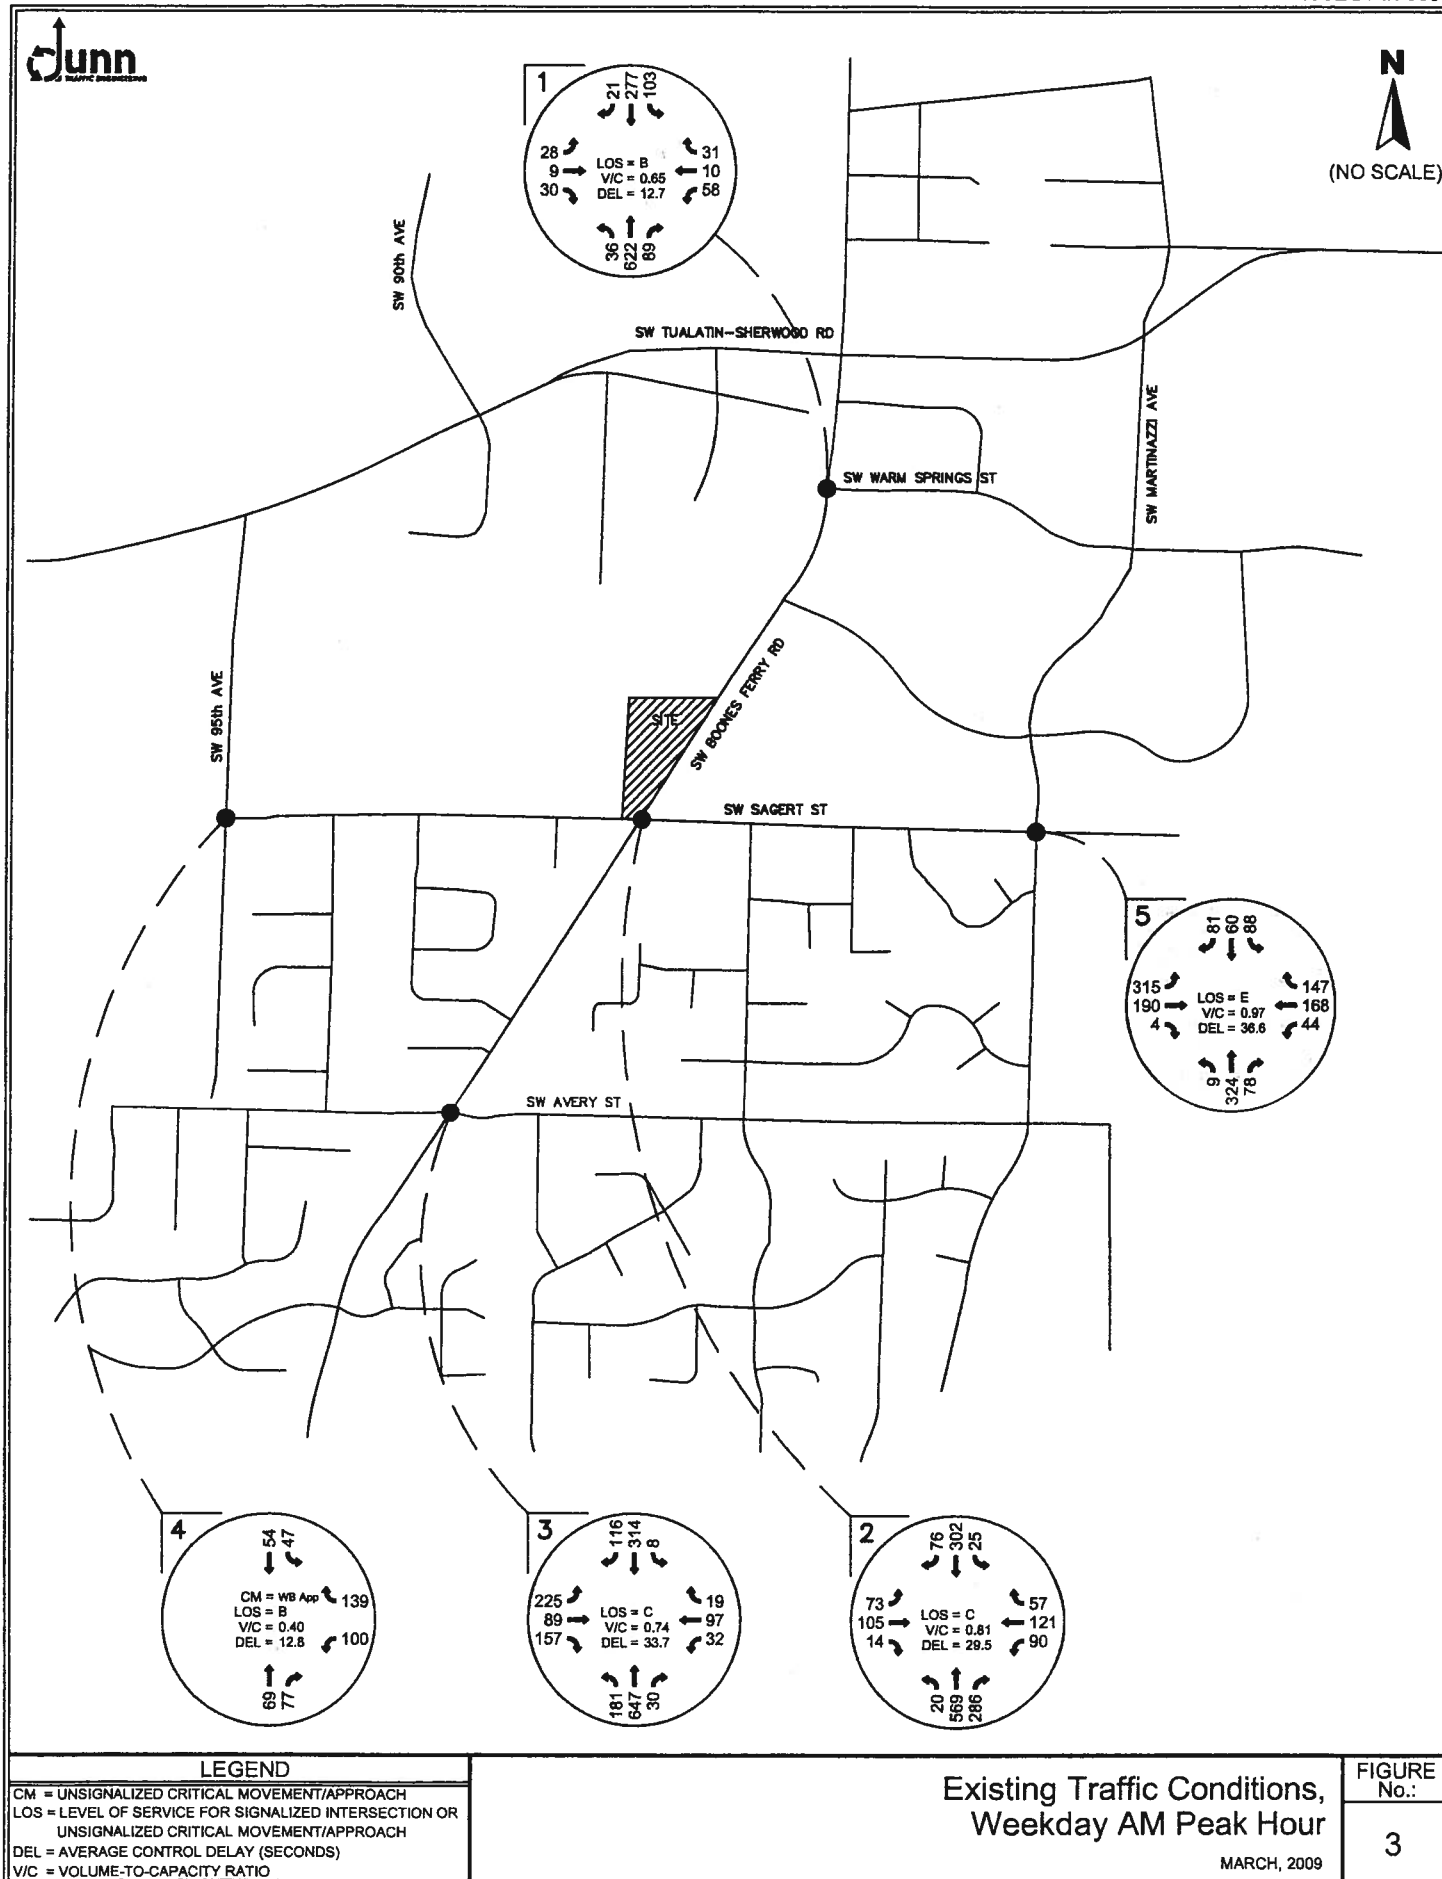 Dunn
TRAFFIC ENGINEERING
N
(NO SCALE)
1
21 277 103
28
9
30
LOS = B
V/C = 0.65
DEL = 12.7
31
10
58
36 622 89
SW 90th AVE
SW TUALATIN-SHERWOOD RD
SW MARTINAZZI AVE
SW WARM SPRINGS ST
SW BOONES FERRY RD
SITE
SW 95th AVE
SW SAGERT ST
5
81 60 88
315
190
4
LOS = E
V/C = 0.97
DEL = 36.6
147
168
44
9 324 78
SW AVERY ST
4
54 47
CM = WB App
LOS = B
V/C = 0.40
DEL = 12.8
139
100
69 77
3
116 314 8
225
89
157
LOS = C
V/C = 0.74
DEL = 33.7
19
97
32
181 647 30
2
76 302 25
73
105
14
LOS = C
V/C = 0.81
DEL = 29.5
57
121
90
20 569 286
LEGEND
CM = UNSIGNALIZED CRITICAL MOVEMENT/APPROACH
LOS = LEVEL OF SERVICE FOR SIGNALIZED INTERSECTION OR
UNSIGNALIZED CRITICAL MOVEMENT/APPROACH
DEL = AVERAGE CONTROL DELAY (SECONDS)
V/C = VOLUME-TO-CAPACITY RATIO
Existing Traffic Conditions,
Weekday AM Peak Hour
MARCH, 2009
FIGURE
No.:
3